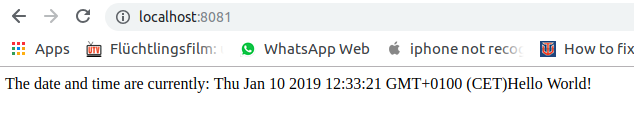 localhost:8081
Apps Flüchtlingsfilm: WhatsApp Web iphone not recog How to fix
The date and time are currently: Thu Jan 10 2019 12:33:21 GMT+0100 (CET)Hello World!